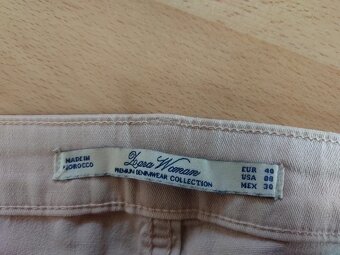 MADE IN
MOROCCO
Zara Woman
PREMIUM DENIMWEAR COLLECTION
EUR 40
USA 08
MEX 30